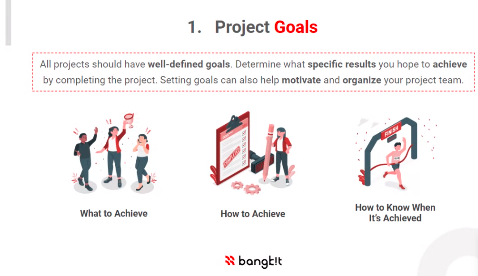 1. Project Goals
All projects should have well-defined goals. Determine what specific results you hope to achieve
by completing the project. Setting goals can also help motivate and organize your project team.
What to Achieve
How to Achieve
How to Know When
It's Achieved
bangk!t